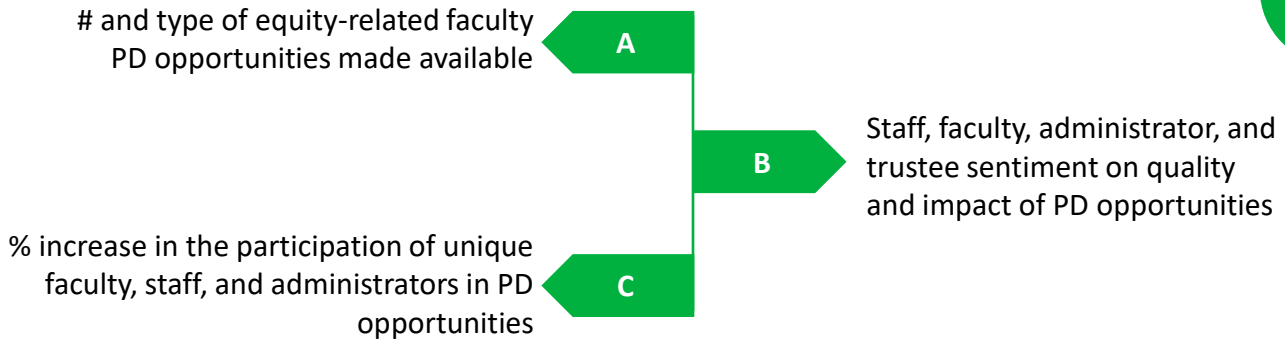 # and type of equity-related faculty
PD opportunities made available
A
B
Staff, faculty, administrator, and
trustee sentiment on quality
and impact of PD opportunities
% increase in the participation of unique
faculty, staff, and administrators in PD
opportunities
C